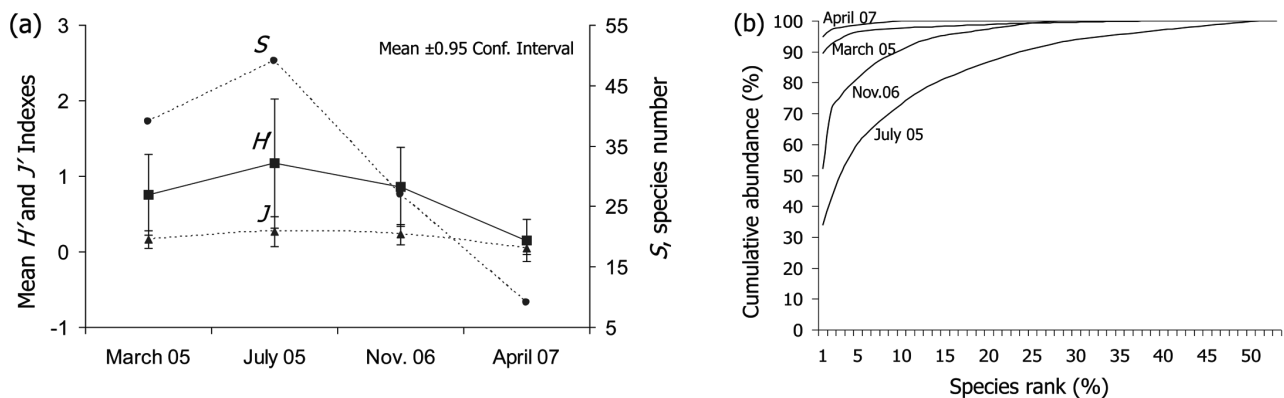 (a)
3
2
1
0
-1
Mean H′and J′ Indexes
S
H
J
Mean ±0.95 Conf. Interval
55
45
35
25
15
5
S, species number
March 05
July 05
Nov. 06
April 07
(b)
100
90
80
70
60
50
40
30
20
10
0
Cumulative abundance (%)
April 07
March 05
Nov.06
July 05
1 5 10 15 20 25 30 35 40 45 50
Species rank (%)